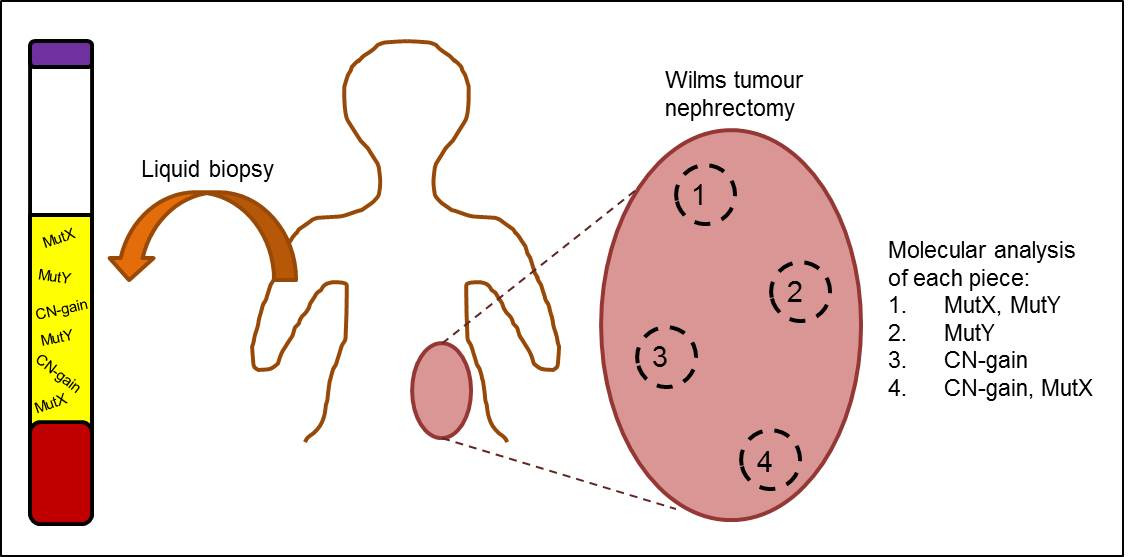 Liquid biopsy
MutX
MutY
CN-gain
MutY
CN-gain
MutX
Wilms tumour
nephrectomy
1
2
3
4
Molecular analysis
of each piece:
1. MutX, MutY
2. MutY
3. CN-gain
4. CN-gain, MutX